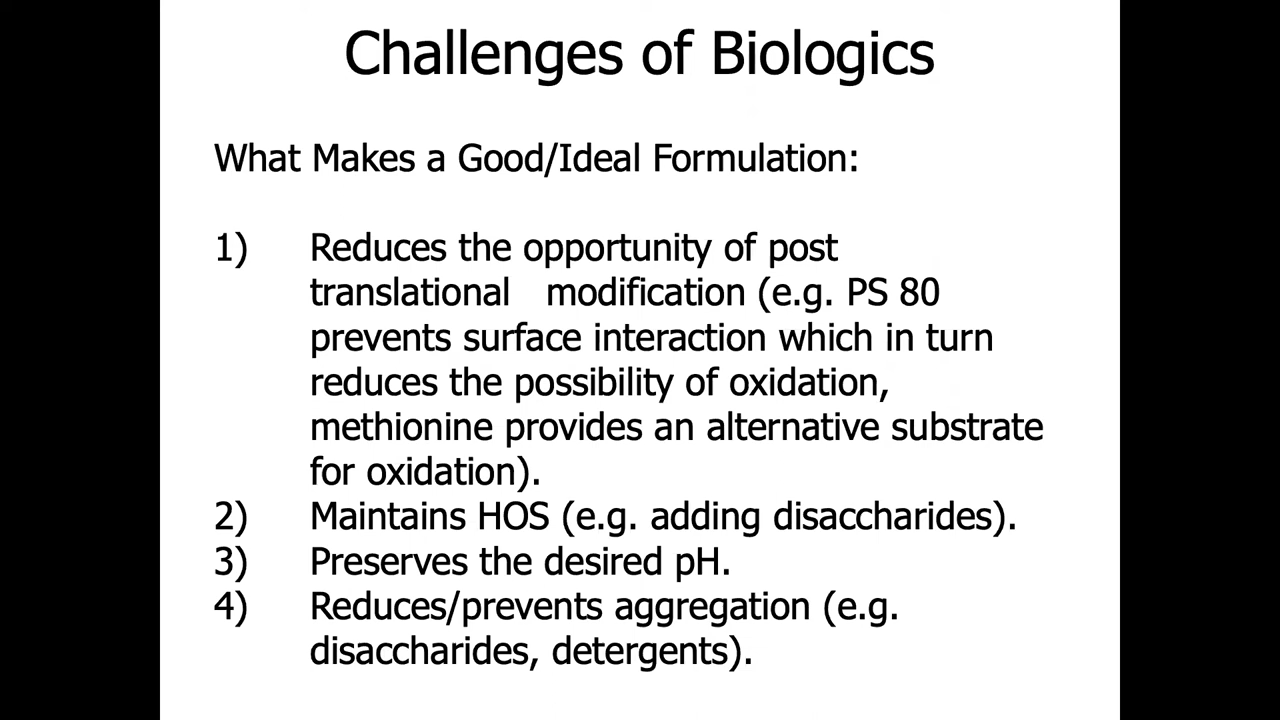 Challenges of Biologics
What Makes a Good/Ideal Formulation:
1) Reduces the opportunity of post
translational modification (e.g. PS 80
prevents surface interaction which in turn
reduces the possibility of oxidation,
methionine provides an alternative substrate
for oxidation).
2) Maintains HOS (e.g. adding disaccharides).
3) Preserves the desired pH.
4) Reduces/prevents aggregation (e.g.
disaccharides, detergents).